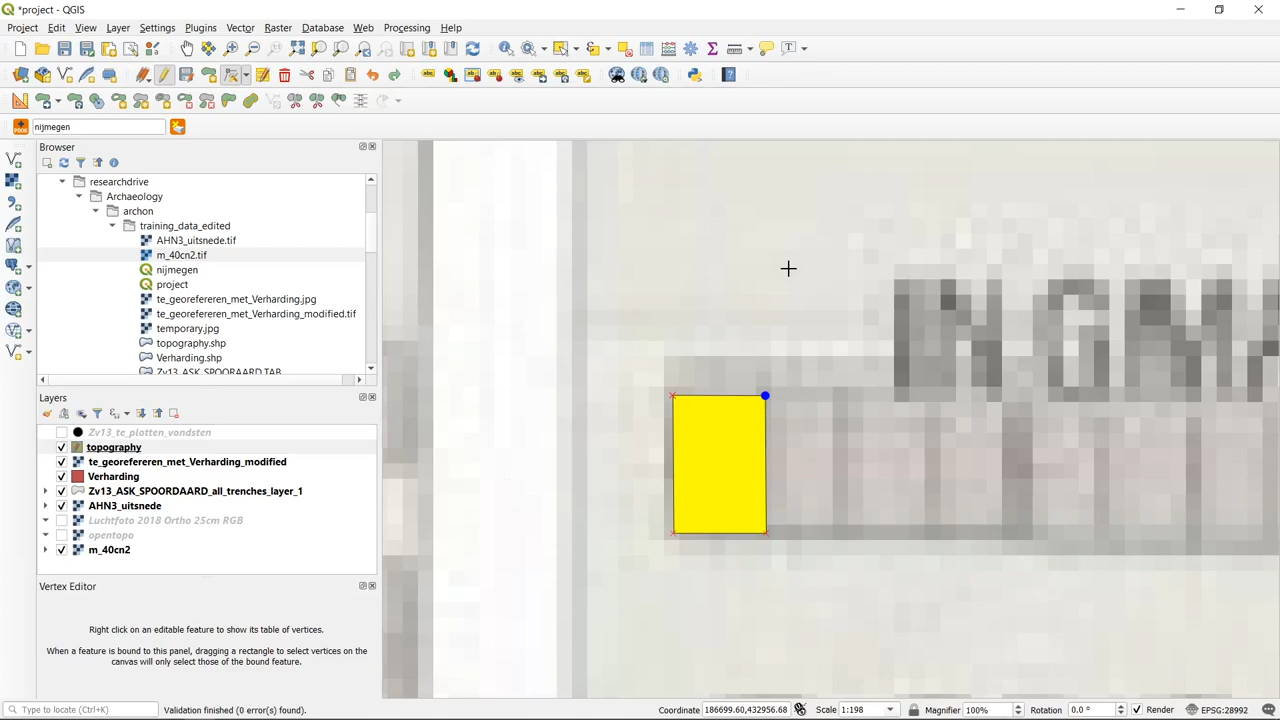 *project - QGIS
Project Edit View Layer Settings Plugins Vector Raster Database Web Processing Help
nijmegen
Browser
researchdrive
Archaeology
archon
training_data_edited
AHN3_uitsnede.tif
m_40cn2.tif
nijmegen
project
te_georefereren_met_Verharding.jpg
te_georefereren_met_Verharding_modified.tif
temporary.jpg
topography.shp
Verharding.shp
Zv13_ASK_SPOORAARD.TAB
Layers
Zv13_te_plotten_vondsten
topography
te_georefereren_met_Verharding_modified
Verharding
Zv13_ASK_SPOORDAARD_all_trenches_layer_1
AHN3_uitsnede
Luchtfoto 2018 Ortho 25cm RGB
opentopo
m_40cn2
Vertex Editor
Right click on an editable feature to show its table of vertices.
When a feature is bound to this panel, dragging a rectangle to select vertices on the
canvas will only select those of the bound feature.
Type to locate (Ctrl+K) Validation finished (0 error(s) found). Coordinate 186699.60,432956.68 Scale 1:198 Magnifier 100% Rotation 0.0 ° Render EPSG:28992